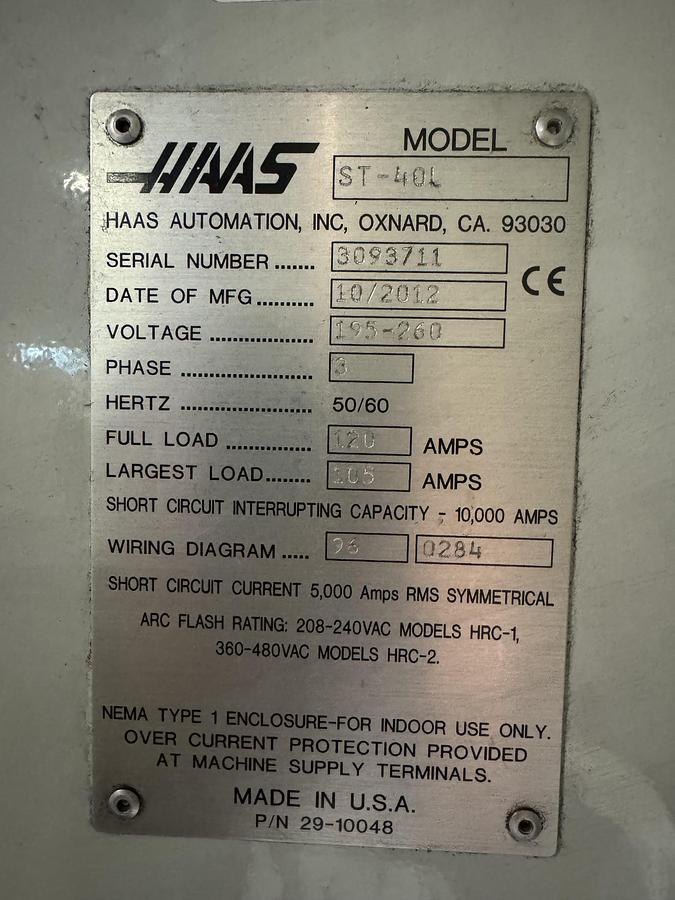 HAAS
MODEL
ST-40L
HAAS AUTOMATION, INC, OXNARD, CA. 93030
SERIAL NUMBER ....... 3093711
CE
DATE OF MFG.......... 10/2012
VOLTAGE ................... 195-260
PHASE ........................ 3
HERTZ ........................ 50/60
FULL LOAD ................ 120 AMPS
LARGEST LOAD........ 105 AMPS
SHORT CIRCUIT INTERRUPTING CAPACITY - 10,000 AMPS
WIRING DIAGRAM ..... 96 0284
SHORT CIRCUIT CURRENT 5,000 Amps RMS SYMMETRICAL
ARC FLASH RATING: 208-240VAC MODELS HRC-1,
360-480VAC MODELS HRC-2.
NEMA TYPE 1 ENCLOSURE-FOR INDOOR USE ONLY.
OVER CURRENT PROTECTION PROVIDED
AT MACHINE SUPPLY TERMINALS.
MADE IN U.S.A.
P/N 29-10048